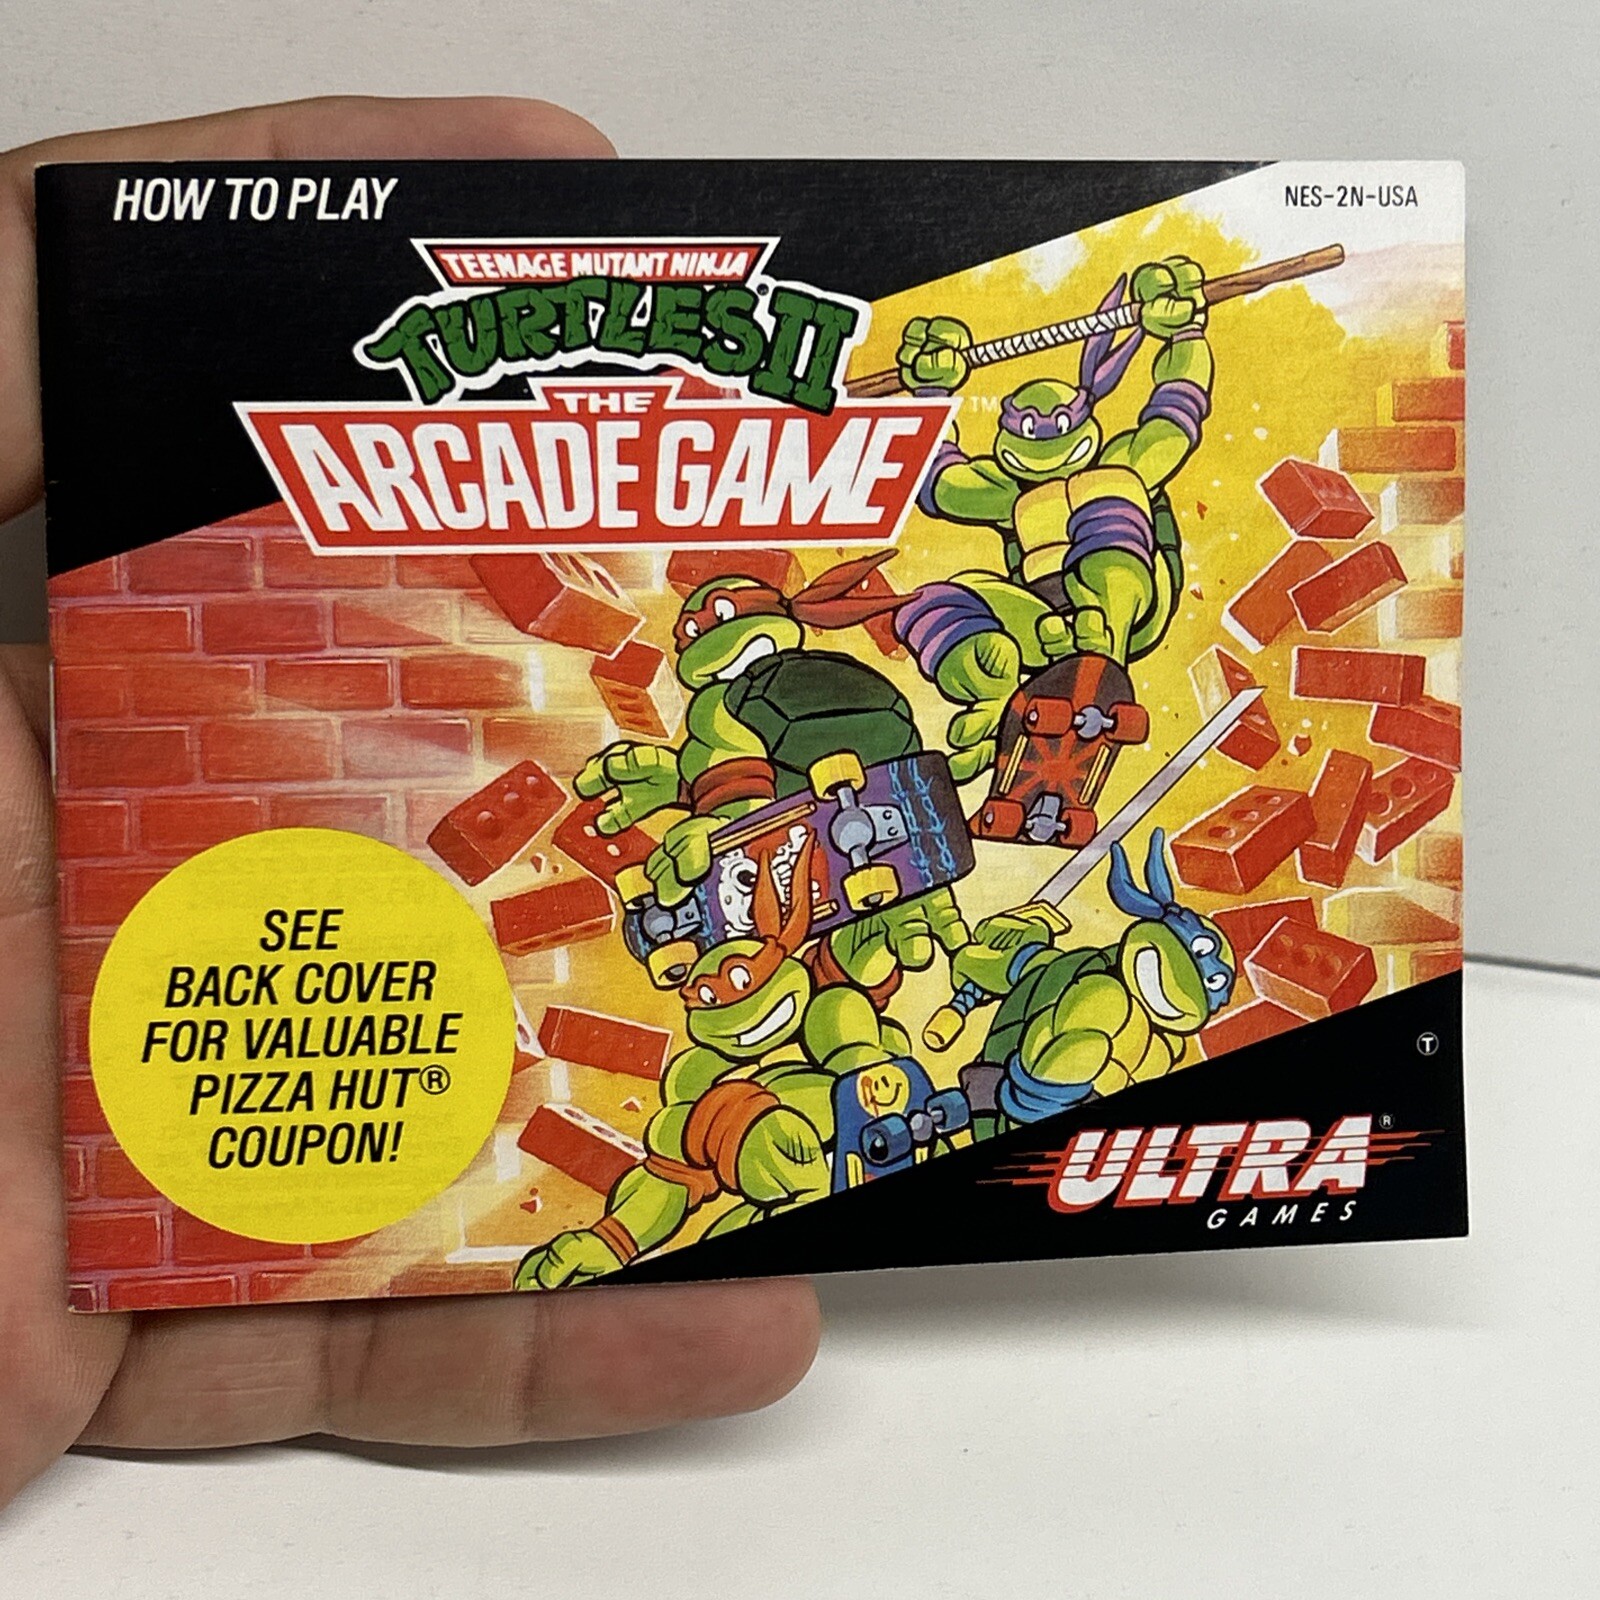 HOW TO PLAY
NES-2N-USA
TEENAGE MUTANT NINJA
TURTLES® II
THE
ARCADE GAME™
SEE
BACK COVER
FOR VALUABLE
PIZZA HUT®
COUPON!
Ⓣ
ULTRA®
GAMES